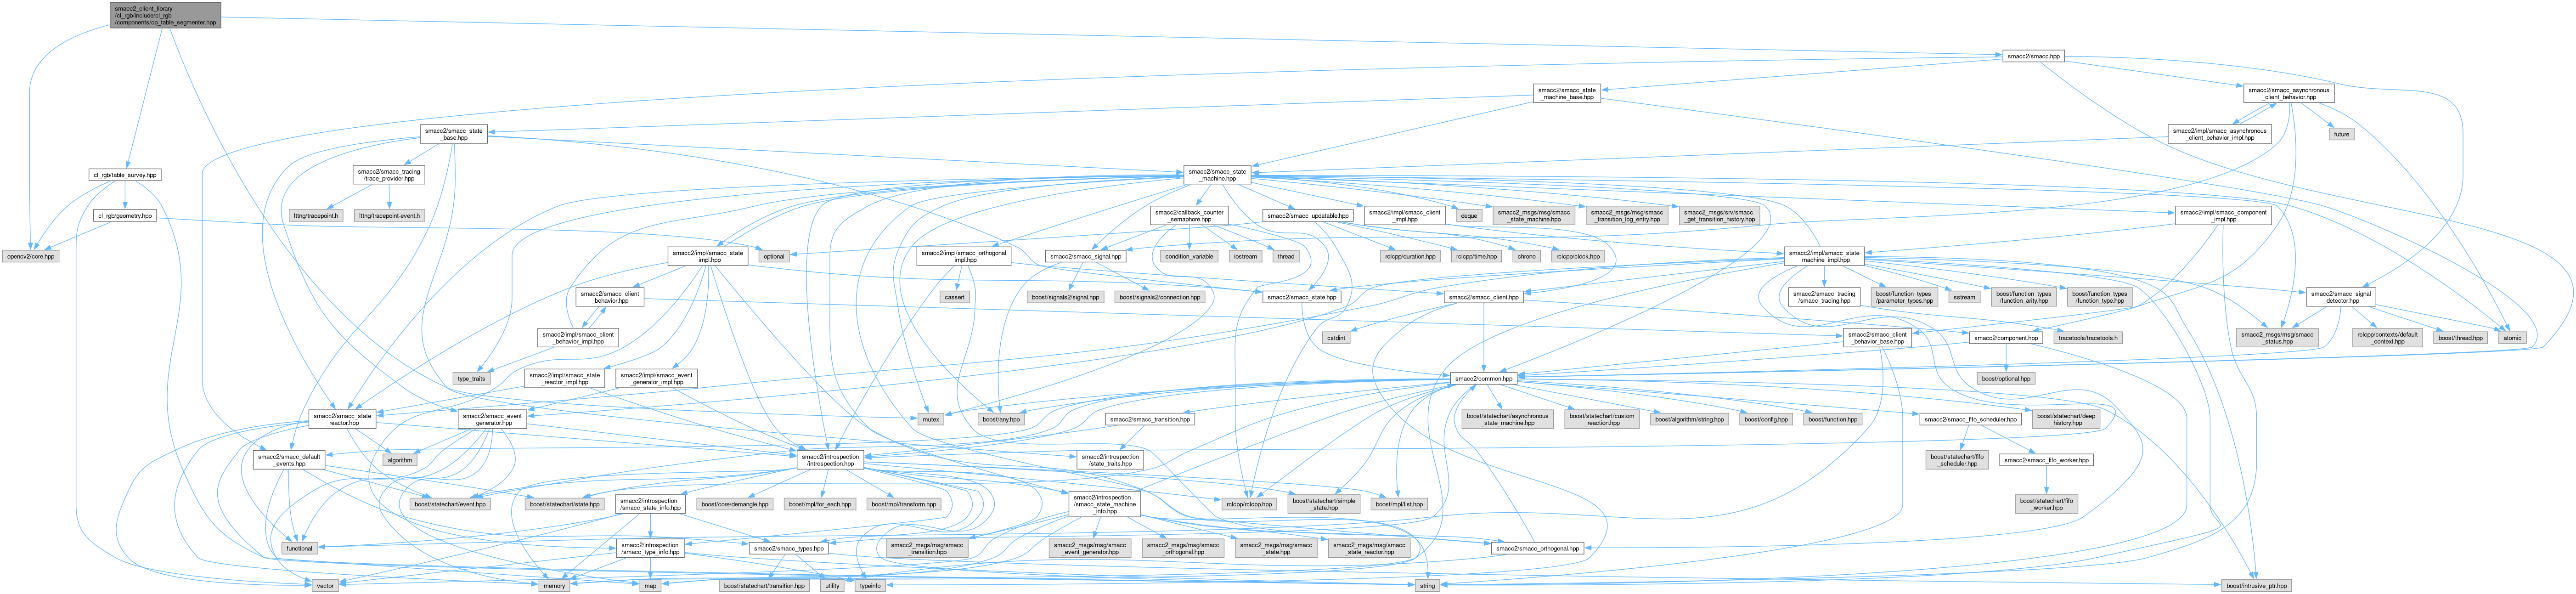 smacc2_client_library
/cl_rgb/include/cl_rgb
/components/cp_table_segmenter.hpp
smacc2/smacc.hpp
smacc2/smacc_state
_machine_base.hpp
smacc2/smacc_asynchronous
_client_behavior.hpp
smacc2/smacc_state
_base.hpp
smacc2/impl/smacc_asynchronous
_client_behavior_impl.hpp
future
cl_rgb/table_survey.hpp
smacc2/smacc_tracing
/trace_provider.hpp
smacc2/smacc_state
_machine.hpp
cl_rgb/geometry.hpp
lttng/tracepoint.h
lttng/tracepoint-event.h
smacc2/callback_counter
_semaphore.hpp
smacc2/smacc_updatable.hpp
smacc2/impl/smacc_client
_impl.hpp
deque
smacc2_msgs/msg/smacc
_state_machine.hpp
smacc2_msgs/msg/smacc
_transition_log_entry.hpp
smacc2_msgs/srv/smacc
_get_transition_history.hpp
smacc2/impl/smacc_component
_impl.hpp
opencv2/core.hpp
optional
smacc2/impl/smacc_state
_impl.hpp
smacc2/impl/smacc_orthogonal
_impl.hpp
smacc2/smacc_signal.hpp
condition_variable
iostream
thread
rclcpp/duration.hpp
rclcpp/time.hpp
chrono
rclcpp/clock.hpp
smacc2/impl/smacc_state
_machine_impl.hpp
smacc2/smacc_client
_behavior.hpp
cassert
boost/signals2/signal.hpp
boost/signals2/connection.hpp
smacc2/smacc_state.hpp
smacc2/smacc_client.hpp
smacc2/smacc_tracing
/smacc_tracing.hpp
boost/function_types
/parameter_types.hpp
sstream
boost/function_types
/function_arity.hpp
boost/function_types
/function_type.hpp
smacc2/smacc_signal
_detector.hpp
smacc2/impl/smacc_client
_behavior_impl.hpp
cstdint
smacc2/smacc_client
_behavior_base.hpp
smacc2/component.hpp
tracetools/tracetools.h
smacc2_msgs/msg/smacc
_status.hpp
rclcpp/contexts/default
_context.hpp
boost/thread.hpp
atomic
type_traits
smacc2/impl/smacc_state
_reactor_impl.hpp
smacc2/impl/smacc_event
_generator_impl.hpp
smacc2/common.hpp
boost/optional.hpp
smacc2/smacc_state
_reactor.hpp
smacc2/smacc_event
_generator.hpp
mutex
boost/any.hpp
smacc2/smacc_transition.hpp
boost/statechart/asynchronous
_state_machine.hpp
boost/statechart/custom
_reaction.hpp
boost/algorithm/string.hpp
boost/config.hpp
boost/function.hpp
smacc2/smacc_fifo_scheduler.hpp
boost/statechart/deep
_history.hpp
smacc2/smacc_default
_events.hpp
algorithm
smacc2/introspection
/introspection.hpp
smacc2/introspection
/state_traits.hpp
boost/statechart/fifo
_scheduler.hpp
smacc2/smacc_fifo_worker.hpp
boost/statechart/event.hpp
boost/statechart/state.hpp
smacc2/introspection
/smacc_state_info.hpp
boost/core/demangle.hpp
boost/mpl/for_each.hpp
boost/mpl/transform.hpp
smacc2/introspection
/smacc_state_machine
_info.hpp
rclcpp/rclcpp.hpp
boost/statechart/simple
_state.hpp
boost/mpl/list.hpp
boost/statechart/fifo
_worker.hpp
functional
smacc2/introspection
/smacc_type_info.hpp
smacc2/smacc_types.hpp
smacc2_msgs/msg/smacc
_transition.hpp
smacc2_msgs/msg/smacc
_event_generator.hpp
smacc2_msgs/msg/smacc
_orthogonal.hpp
smacc2_msgs/msg/smacc
_state.hpp
smacc2_msgs/msg/smacc
_state_reactor.hpp
smacc2/smacc_orthogonal.hpp
vector
memory
map
boost/statechart/transition.hpp
utility
typeinfo
string
boost/intrusive_ptr.hpp